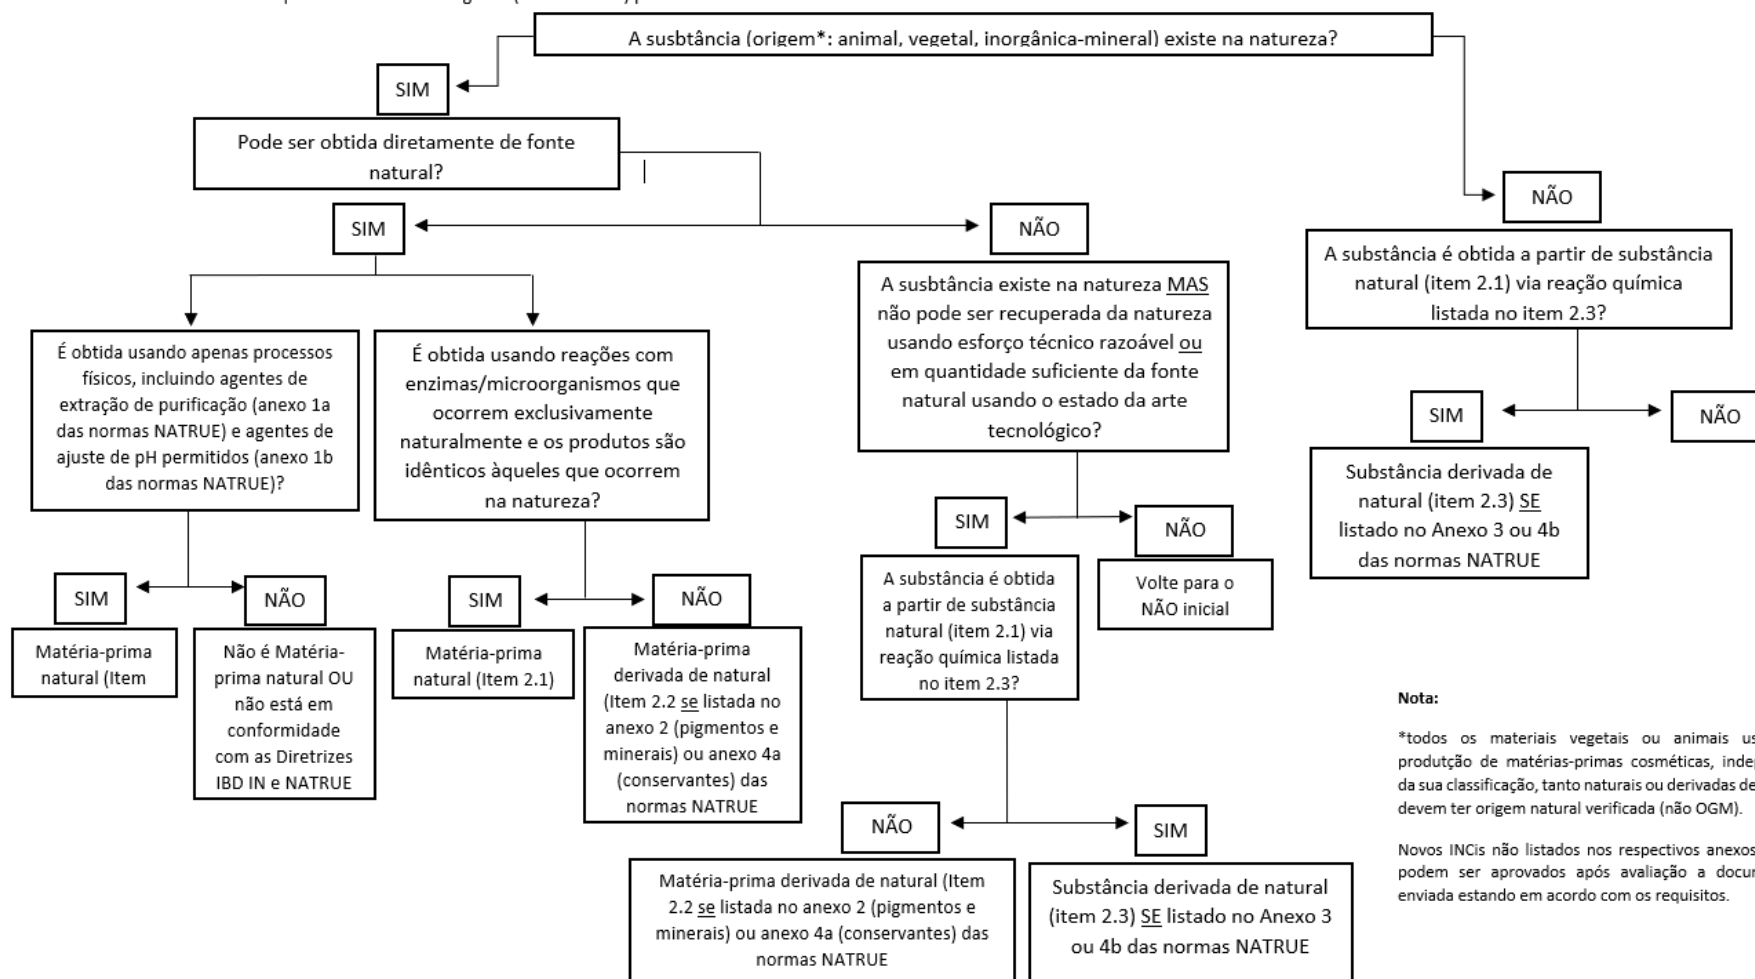 A susbtância (origem*: animal, vegetal, inorgânica-mineral) existe na natureza?
SIM
Pode ser obtida diretamente de fonte
natural?
NÃO
A substância é obtida a partir de substância
natural (item 2.1) via reação química
listada no item 2.3?
SIM
NÃO
Substância derivada de
natural (item 2.3) SE
listado no Anexo 3 ou 4b
das normas NATRUE
SIM
NÃO
É obtida usando apenas processos
físicos, incluindo agentes de
extração de purificação (anexo 1a
das normas NATRUE) e agentes de
ajuste de pH permitidos (anexo 1b
das normas NATRUE)?
É obtida usando reações com
enzimas/microorganismos que
ocorrem exclusivamente
naturalmente e os produtos são
idênticos àqueles que ocorrem
na natureza?
A susbtância existe na natureza MAS
não pode ser recuperada da natureza
usando esforço técnico razoável ou
em quantidade suficiente da fonte
natural usando o estado da arte
tecnológico?
SIM
NÃO
Matéria-prima
natural (Item
Não é Matéria-
prima natural OU
não está em
conformidade
com as Diretrizes
IBD IN e NATRUE
SIM
NÃO
Matéria-prima
natural (Item 2.1)
Matéria-prima
derivada de natural
(Item 2.2 se listada no
anexo 2 (pigmentos e
minerais) ou anexo 4a
(conservantes) das
normas NATRUE
SIM
NÃO
A substância é obtida
a partir de substância
natural (item 2.1) via
reação química listada
no item 2.3?
Volte para o
NÃO inicial
NÃO
SIM
Matéria-prima derivada de natural (Item
2.2 se listada no anexo 2 (pigmentos e
minerais) ou anexo 4a (conservantes) das
normas NATRUE
Substância derivada de natural
(item 2.3) SE listado no Anexo 3
ou 4b das normas NATRUE
Nota:
*todos os materiais vegetais ou animais
produtção de matérias-primas cosméticas,
da sua classificação, tanto naturais ou derivadas de
devem ter origem natural verificada (não OGM).
Novos INCis não listados nos respectivos anexos
podem ser aprovados após avaliação a
enviada estando em acordo com os requisitos.